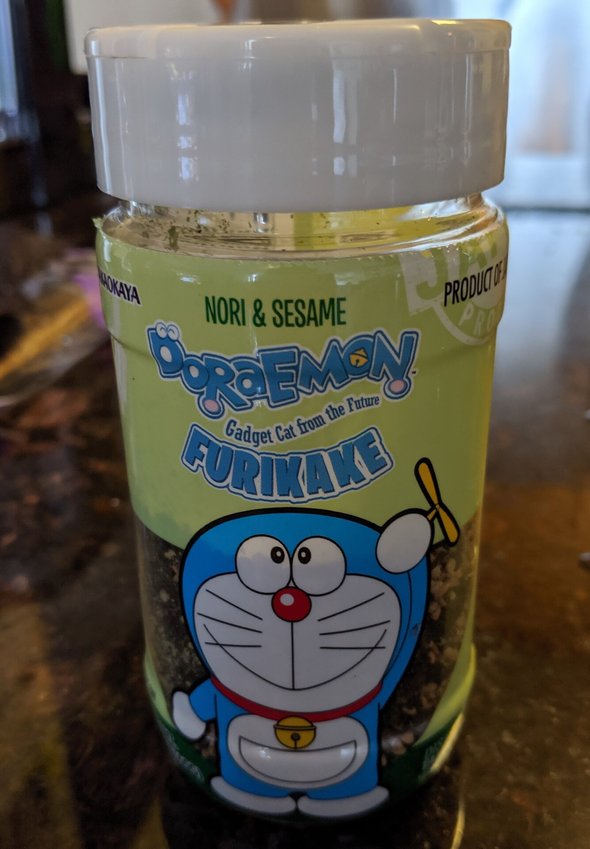 NORI & SESAME
PRODUCT OF
DORAEMON
Gadget Cat from the Future
FURIKAKE